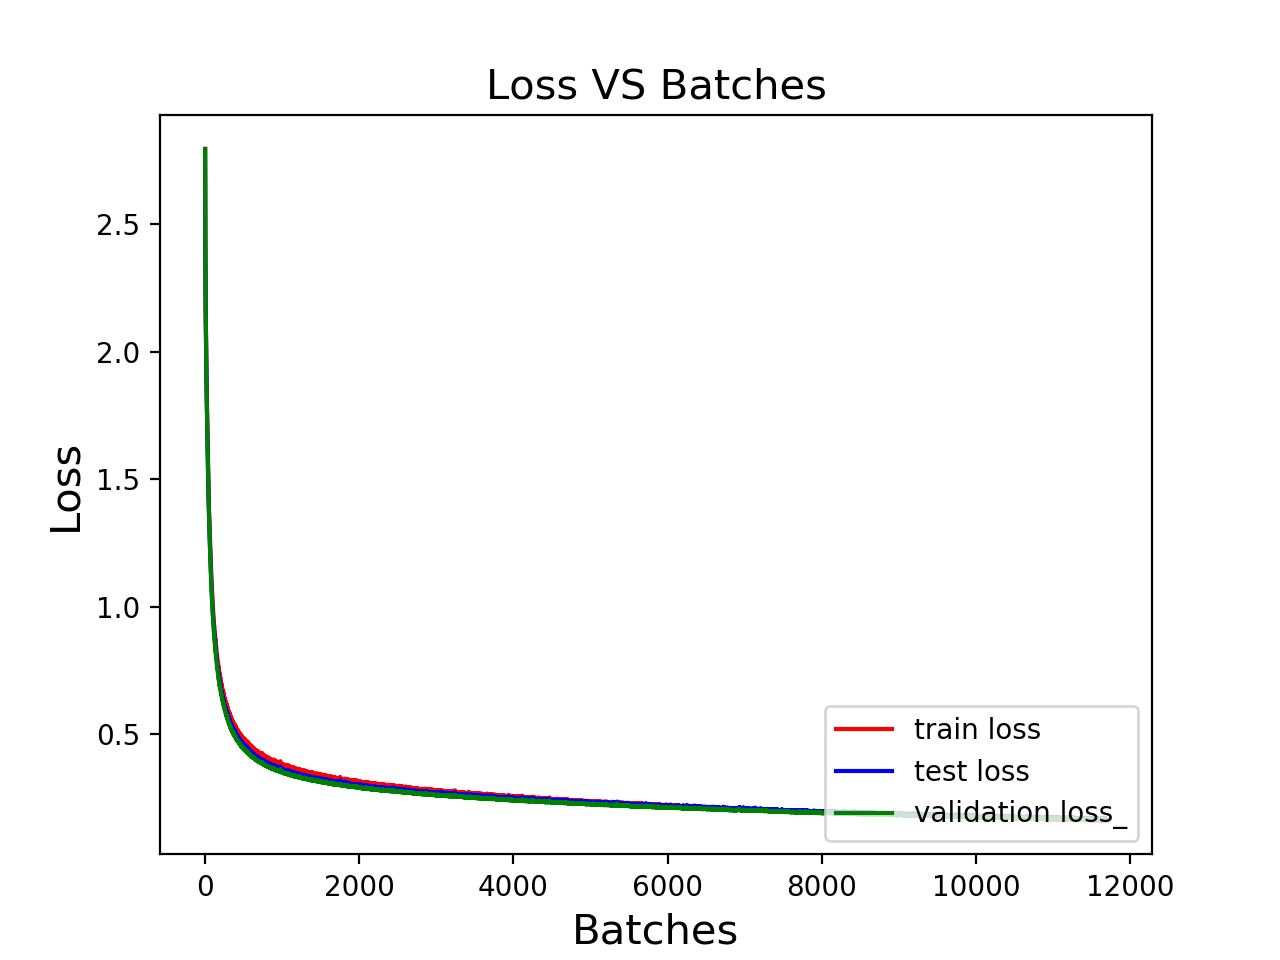 Loss VS Batches
Loss
2.5
2.0
1.5
1.0
0.5
train loss
test loss
validation loss_
0 2000 4000 6000 8000 10000 12000
Batches